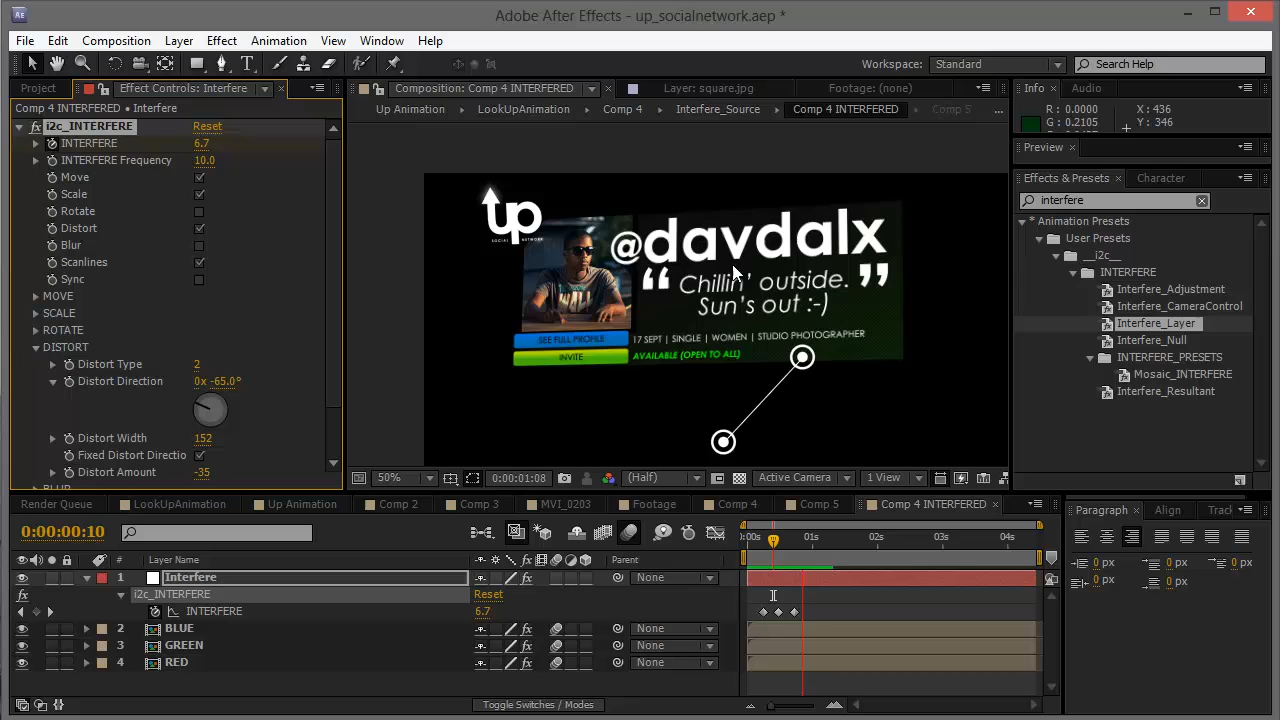 Adobe After Effects - up_socialnetwork.aep *
File Edit Composition Layer Effect Animation View Window Help
Workspace: Standard Search Help
Project Effect Controls: Interfere Composition: Comp 4 INTERFERED Layer: square.jpg Footage: (none) Info Audio
Comp 4 INTERFERED • Interfere Up Animation LookUpAnimation Comp 4 Interfere_Source Comp 4 INTERFERED Comp 5 ...
R: 0.0000 X: 436
G: 0.2105 Y: 346
fx i2c_INTERFERE Reset
INTERFERE 6.7
INTERFERE Frequency 10.0
Move
Scale
Rotate
Distort
Blur
Scanlines
Sync
MOVE
SCALE
ROTATE
DISTORT
Distort Type 2
Distort Direction 0x -65.0°
Distort Width 152
Fixed Distort Directio
Distort Amount -35
up
SOCIAL NETWORK
@davdalx
“ Chillin’ outside. ”
Sun’s out :-)
SEE FULL PROFILE 17 SEPT | SINGLE | WOMEN | STUDIO PHOTOGRAPHER
INVITE AVAILABLE (OPEN TO ALL)
50% 0:00:01:08 (Half) Active Camera 1 View
Preview
Effects & Presets Character
interfere
* Animation Presets
User Presets
__i2c__
INTERFERE
Interfere_Adjustment
Interfere_CameraControl
Interfere_Layer
Interfere_Null
INTERFERE_PRESETS
Mosaic_INTERFERE
Interfere_Resultant
Render Queue LookUpAnimation Up Animation Comp 2 Comp 3 MVI_0203 Footage Comp 4 Comp 5 Comp 4 INTERFERED
0:00:00:10
:00s 01s 02s 03s 04s
# Layer Name Parent
1 Interfere None
fx i2c_INTERFERE Reset
INTERFERE 6.7
2 BLUE None
3 GREEN None
4 RED None
Toggle Switches / Modes
Paragraph Align Track
0 px 0 px 0 px
0 px 0 px